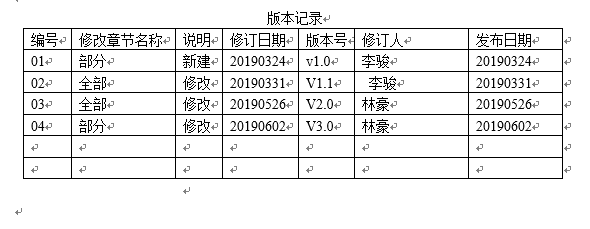 版本记录
编号 修改章节名称 说明 修订日期 版本号 修订人 发布日期
01 部分 新建 20190324 v1.0 李骏 20190324
02 全部 修改 20190331 V1.1 李骏 20190331
03 全部 修改 20190526 V2.0 林豪 20190526
04 部分 修改 20190602 V3.0 林豪 20190602